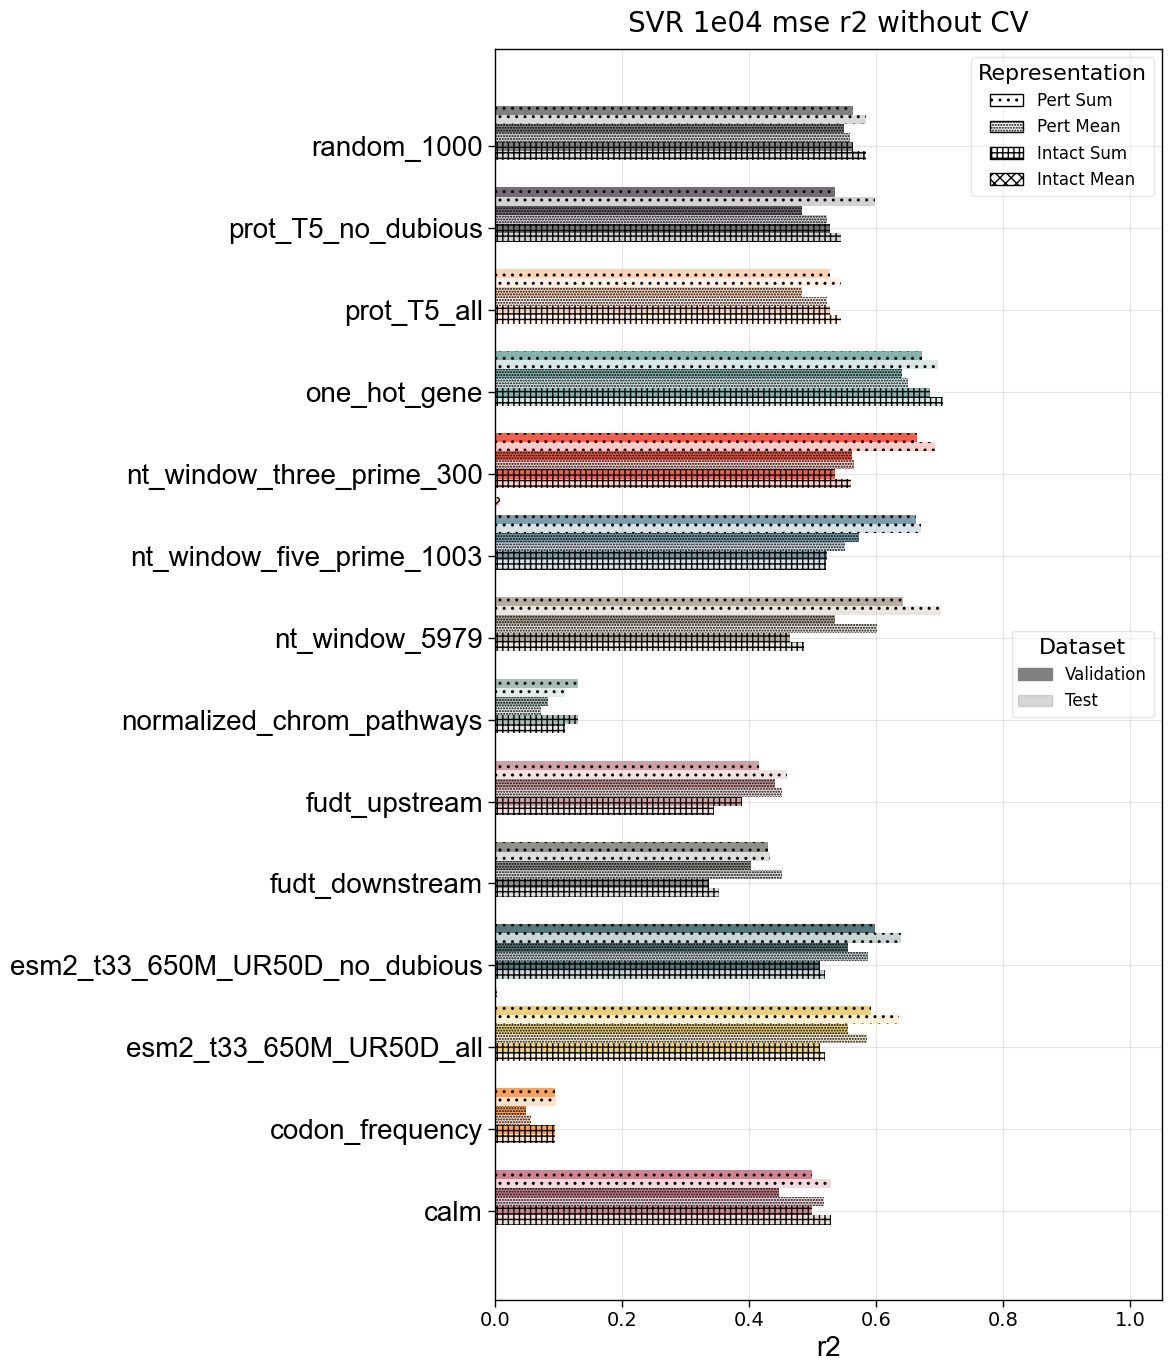 SVR 1e04 mse r2 without CV
Representation
Pert Sum
Pert Mean
Intact Sum
Intact Mean
random_1000
prot_T5_no_dubious
prot_T5_all
one_hot_gene
nt_window_three_prime_300
nt_window_five_prime_1003
nt_window_5979
Dataset
Validation
Test
normalized_chrom_pathways
fudt_upstream
fudt_downstream
esm2_t33_650M_UR50D_no_dubious
esm2_t33_650M_UR50D_all
codon_frequency
calm
0.0 0.2 0.4 0.6 0.8 1.0
r2